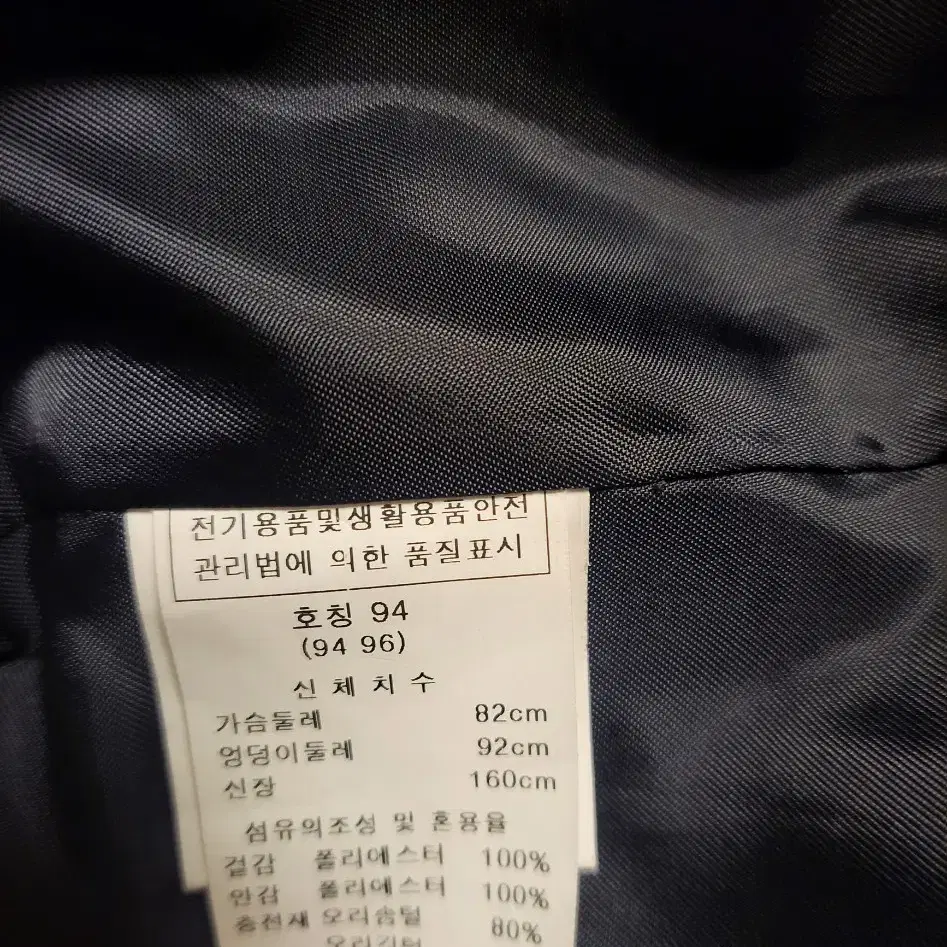 전기용품및생활용품안전
관리법에 의한 품질표시
호칭 94
(94 96)
신체치수
가슴둘레 82cm
엉덩이둘레 92cm
신장 160cm
섬유의조성 및 혼용율
겉감 폴리에스터 100%
안감 폴리에스터 100%
충전재 오리솜털 80%
오리깃털